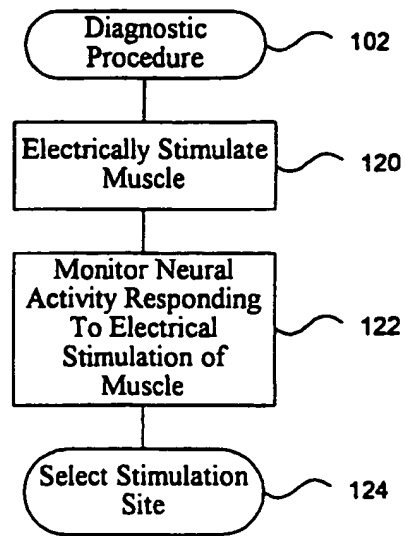 Diagnostic
Procedure
102
Electrically Stimulate
Muscle
120
Monitor Neural
Activity Responding
To Electrical
Stimulation of
Muscle
122
Select Stimulation
Site
124